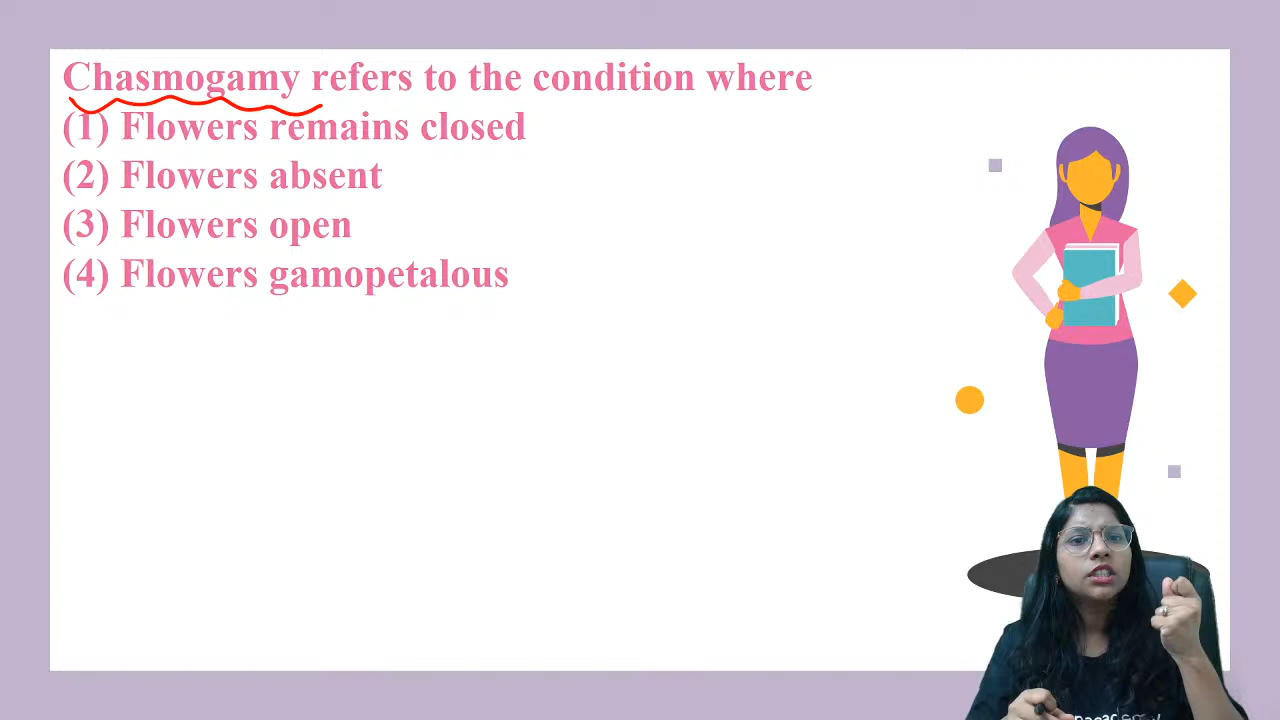 Chasmogamy refers to the condition where
(1) Flowers remains closed
(2) Flowers absent
(3) Flowers open
(4) Flowers gamopetalous